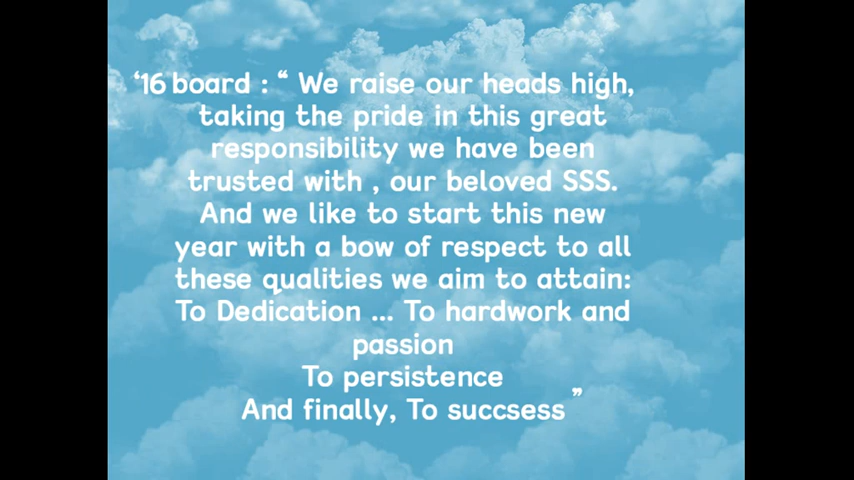 ‘16 board : “ We raise our heads high,
taking the pride in this great
responsibility we have been
trusted with , our beloved SSS.
And we like to start this new
year with a bow of respect to all
these qualities we aim to attain:
To Dedication ... To hardwork and
passion
To persistence
And finally, To succsess ”